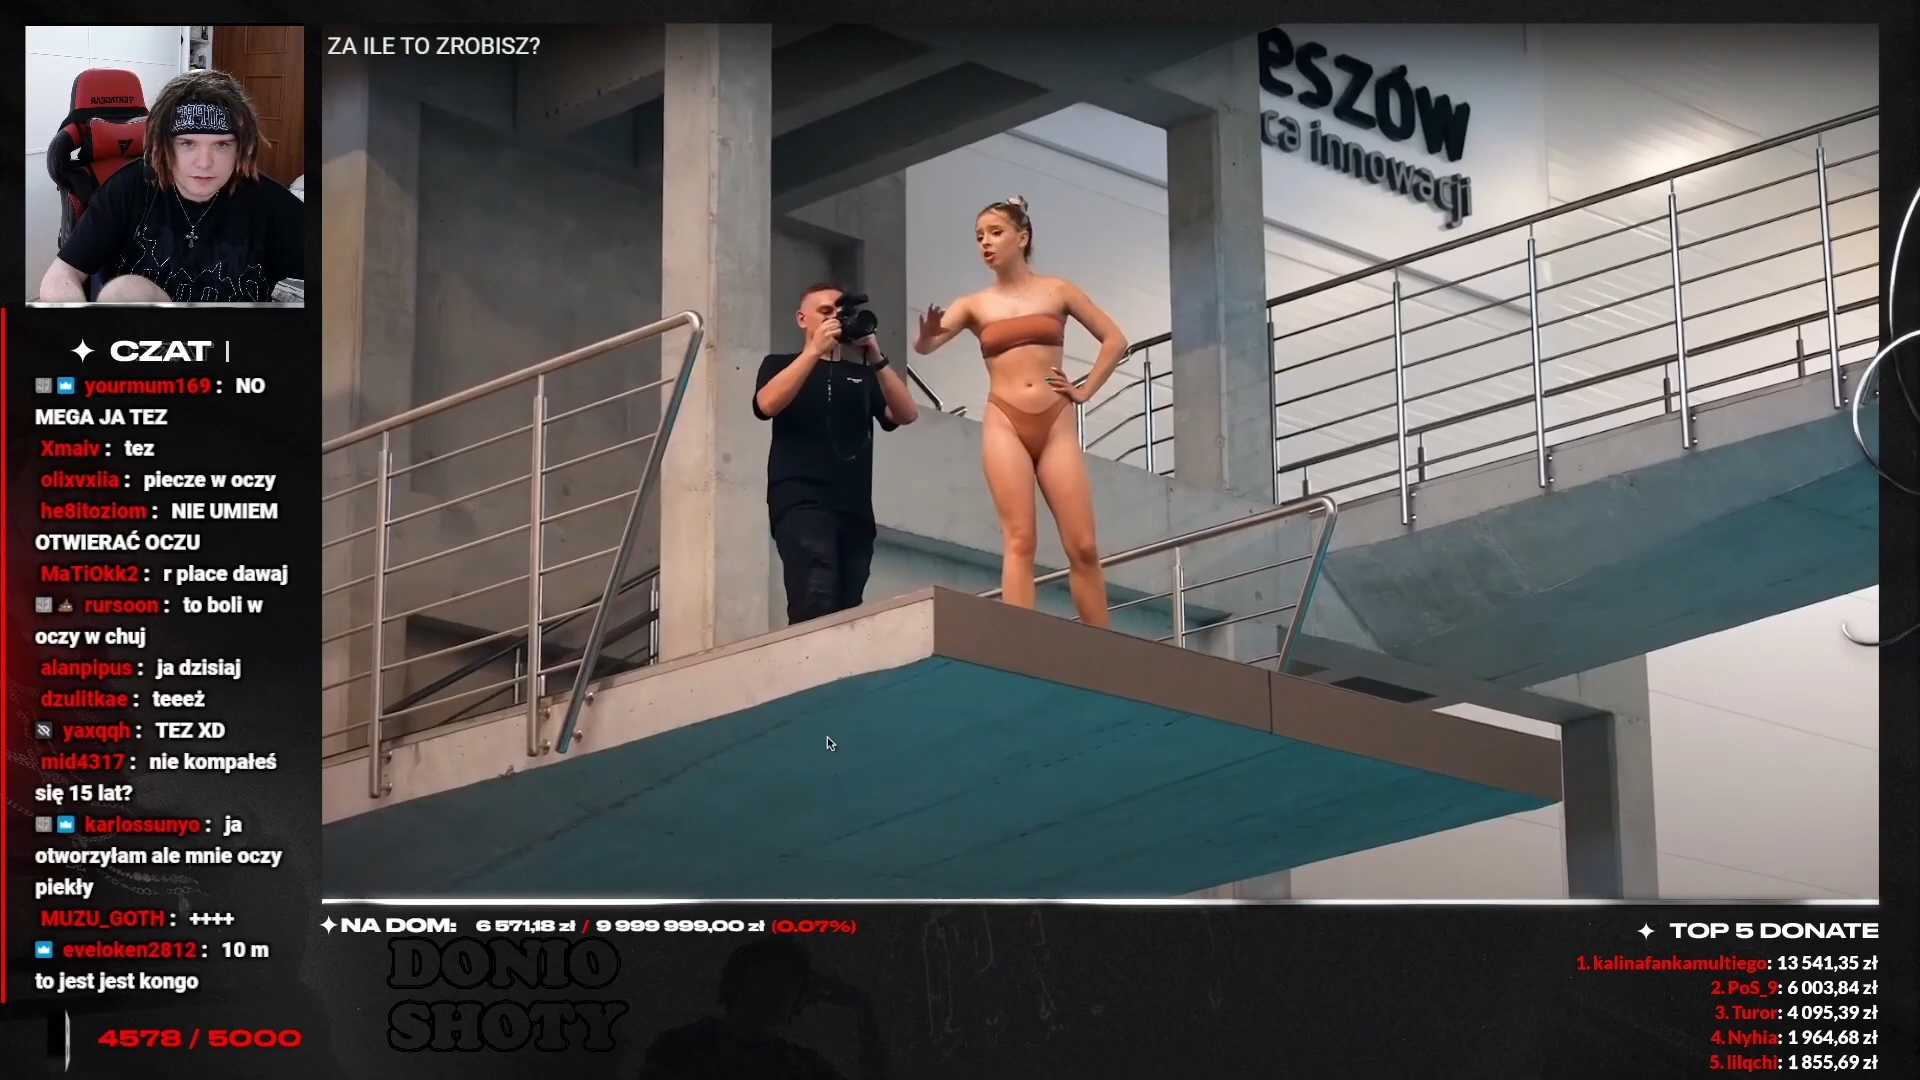 ZA ILE TO ZROBISZ?
eszów
ca innowacji
CZAT
yourmum169 : NO
MEGA JA TEZ
Xmaiv : tez
olixvxiia : piecze w oczy
he8itoziom : NIE UMIEM
OTWIERAĆ OCZU
MaTiOkk2 : r place dawaj
rursoon : to boli w
oczy w chuj
alanpipus : ja dzisiaj
dzulitkae : teeeż
yaxqqh : TEZ XD
mid4317 : nie kompałeś
się 15 lat?
karlossunyo : ja
otworzyłam ale mnie oczy
piekły
MUZU_GOTH : ++++
eveloken2812 : 10 m
to jest jest kongo
4578 / 5000
NA DOM: 6 571,18 zł / 9 999 999,00 zł (0.07%)
DONIO
SHOTY
TOP 5 DONATE
1. kalinafankamultiego: 13 541,35 zł
2. PoS_9: 6 003,84 zł
3. Turor: 4 095,39 zł
4. Nyhia: 1 964,68 zł
5. lilqchi: 1 855,69 zł